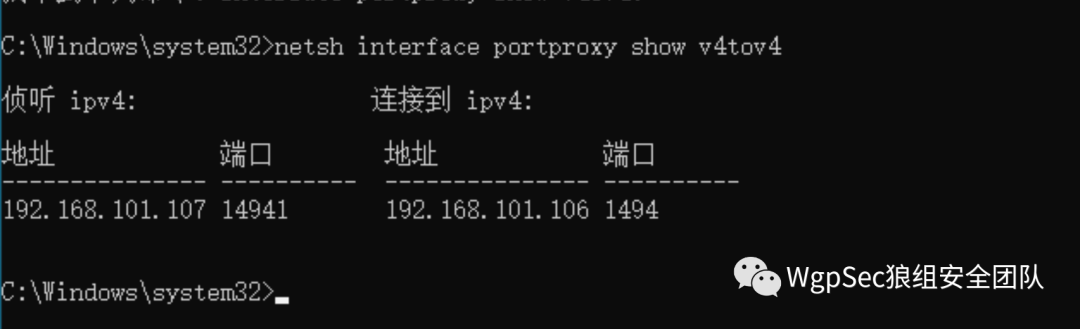 C:\Windows\system32>netsh interface portproxy show v4tov4
侦听 ipv4:                 连接到 ipv4:
地址            端口        地址            端口
--------------- ----------  --------------- ----------
192.168.101.107 14941       192.168.101.106 1494
C:\Windows\system32>
WgpSec狼组安全团队